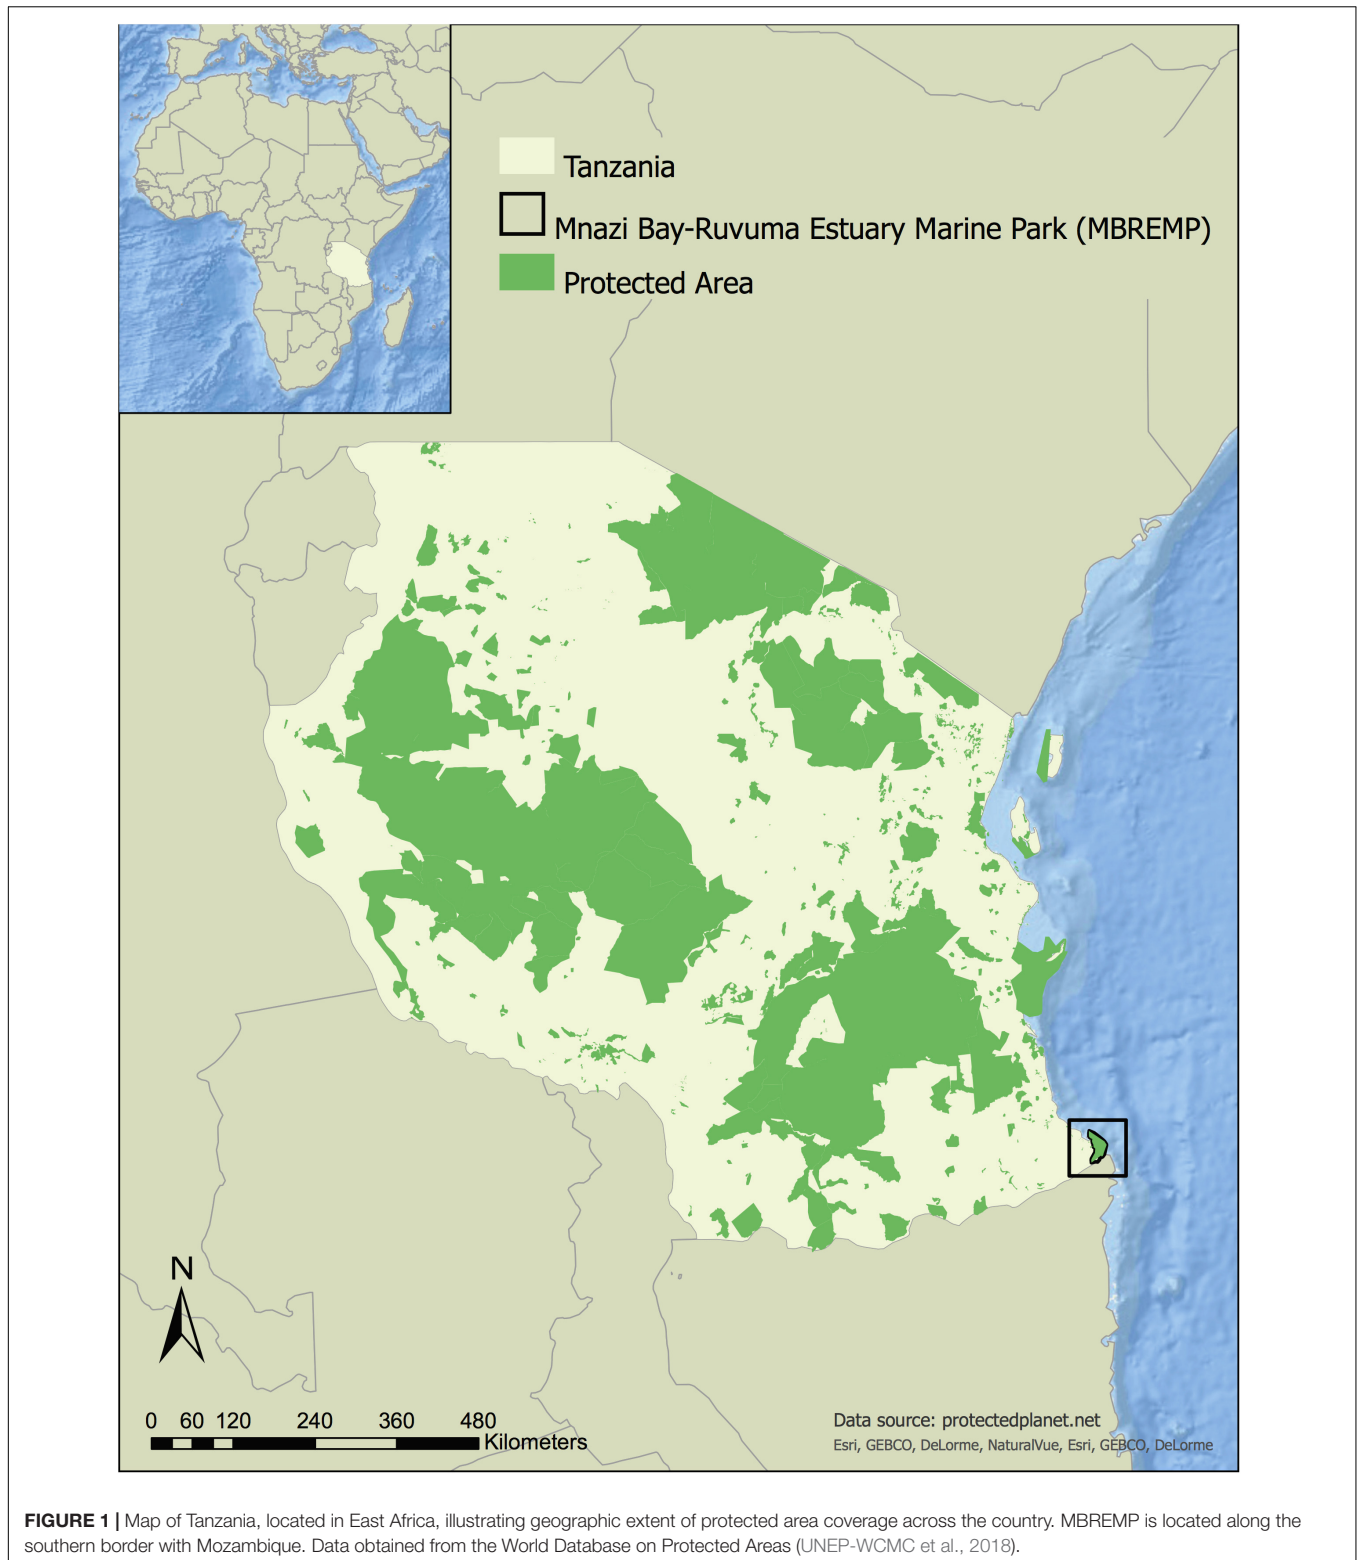 Tanzania
Mnazi Bay-Ruvuma Estuary Marine Park (MBREMP)
Protected Area
N
0 60 120 240 360 480
Kilometers
Data source: protectedplanet.net
Esri, GEBCO, DeLorme, NaturalVue, Esri, GEBCO, DeLorme
FIGURE 1 | Map of Tanzania, located in East Africa, illustrating geographic extent of protected area coverage across the country. MBREMP is located along the
southern border with Mozambique. Data obtained from the World Database on Protected Areas (UNEP-WCMC et al., 2018).